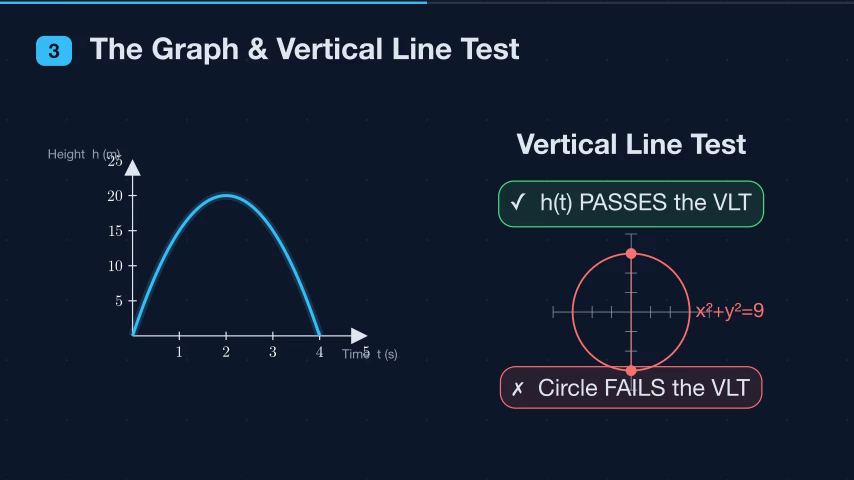 3 The Graph & Vertical Line Test
Height h (m)
25
20
15
10
5
1 2 3 4 5
Time t (s)
Vertical Line Test
✓ h(t) PASSES the VLT
x²+y²=9
✗ Circle FAILS the VLT